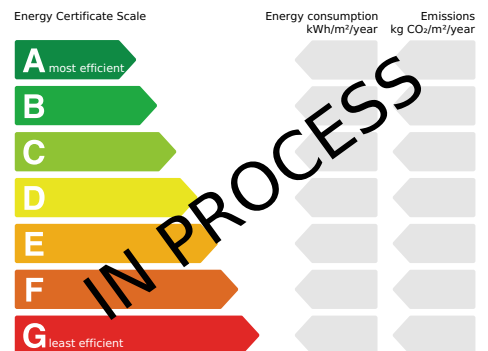 Energy Certificate Scale
Energy consumption
kWh/m²/year
Emissions
kg CO₂/m²/year
A most efficient
B
C
D
E
F
G least efficient
IN PROCESS